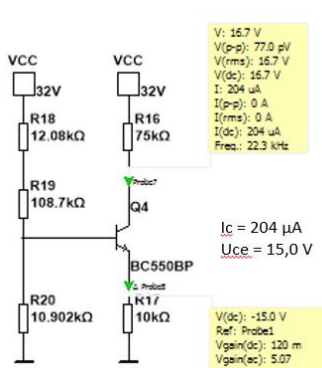 V: 16.7 V
V(p-p): 77.0 pV
V(rms): 16.7 V
V(dc): 16.7 V
I: 204 uA
I(p-p): 0 A
I(rms): 0 A
I(dc): 204 uA
Freq.: 22.3 kHz
VCC
32V
VCC
32V
R18
12.08kΩ
R16
75kΩ
Probe7
R19
108.7kΩ
Q4
Ic = 204 µA
Uce = 15,0 V
BC550BP
R20
10.902kΩ
R17
10kΩ
V(dc): -15.0 V
Ref: Probe1
Vgain(dc): 120 m
Vgain(ac): 5.07